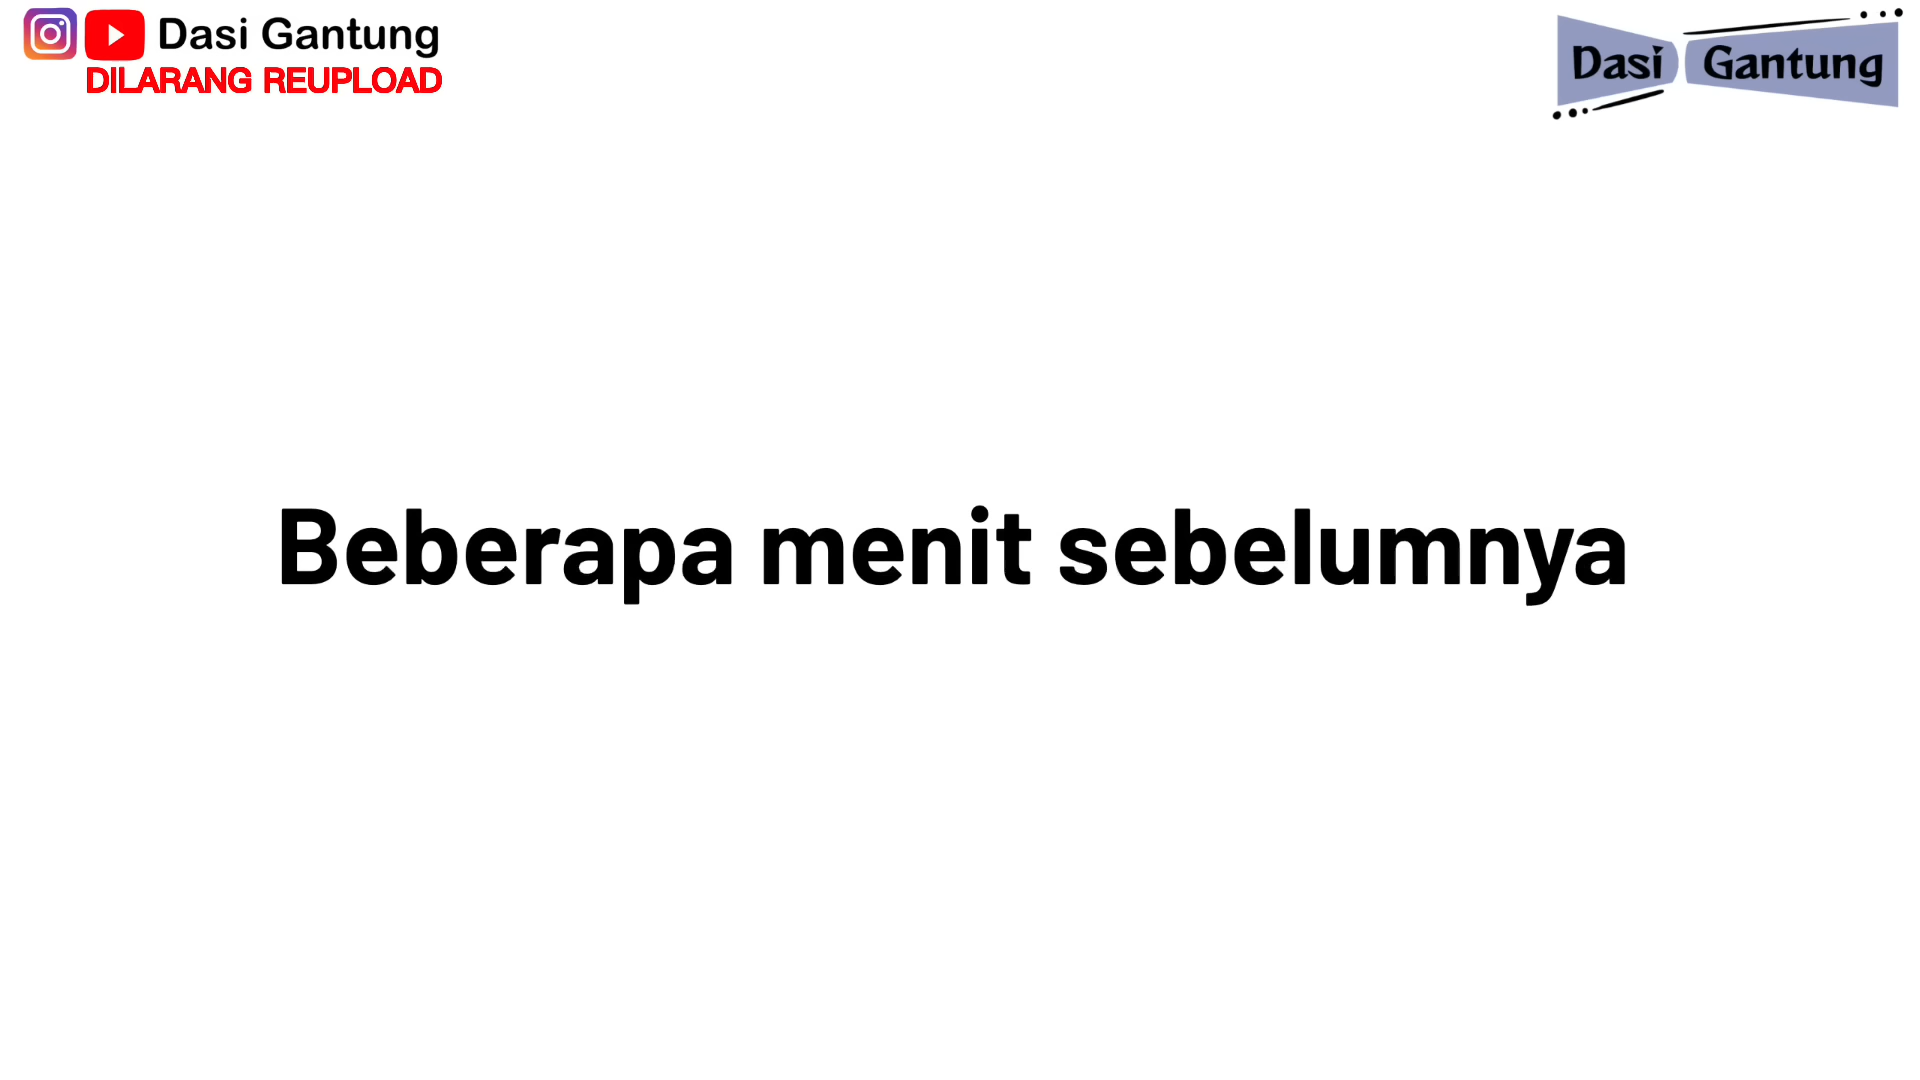 Dasi Gantung
DILARANG REUPLOAD
Dasi Gantung
Beberapa menit sebelumnya